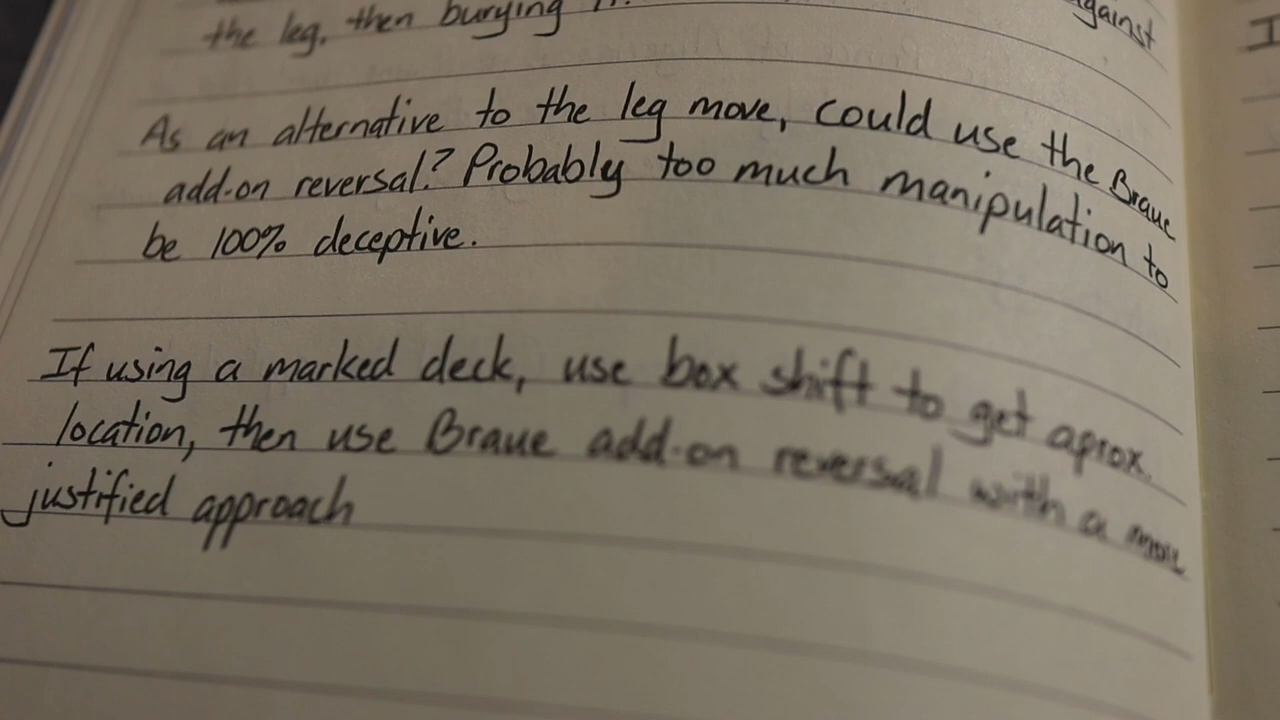 the leg, then burying it. against
As an alternative to the leg move, could use the Braue
add-on reversal? Probably too much manipulation to
be 100% deceptive.
If using a marked deck, use box shift to get aprox.
location, then use Braue add-on reversal with a more
justified approach
I